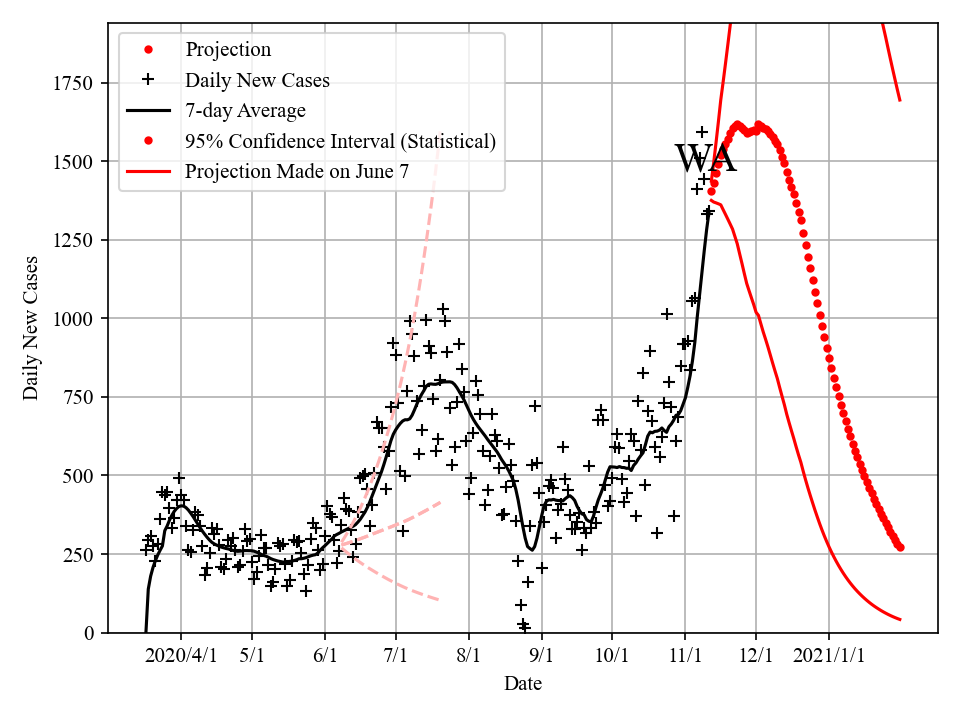 1750
1500
1250
1000
750
500
250
0
Daily New Cases
Projection
Daily New Cases
7-day Average
95% Confidence Interval (Statistical)
Projection Made on June 7
WA
2020/4/1 5/1 6/1 7/1 8/1 9/1 10/1 11/1 12/1 2021/1/1
Date